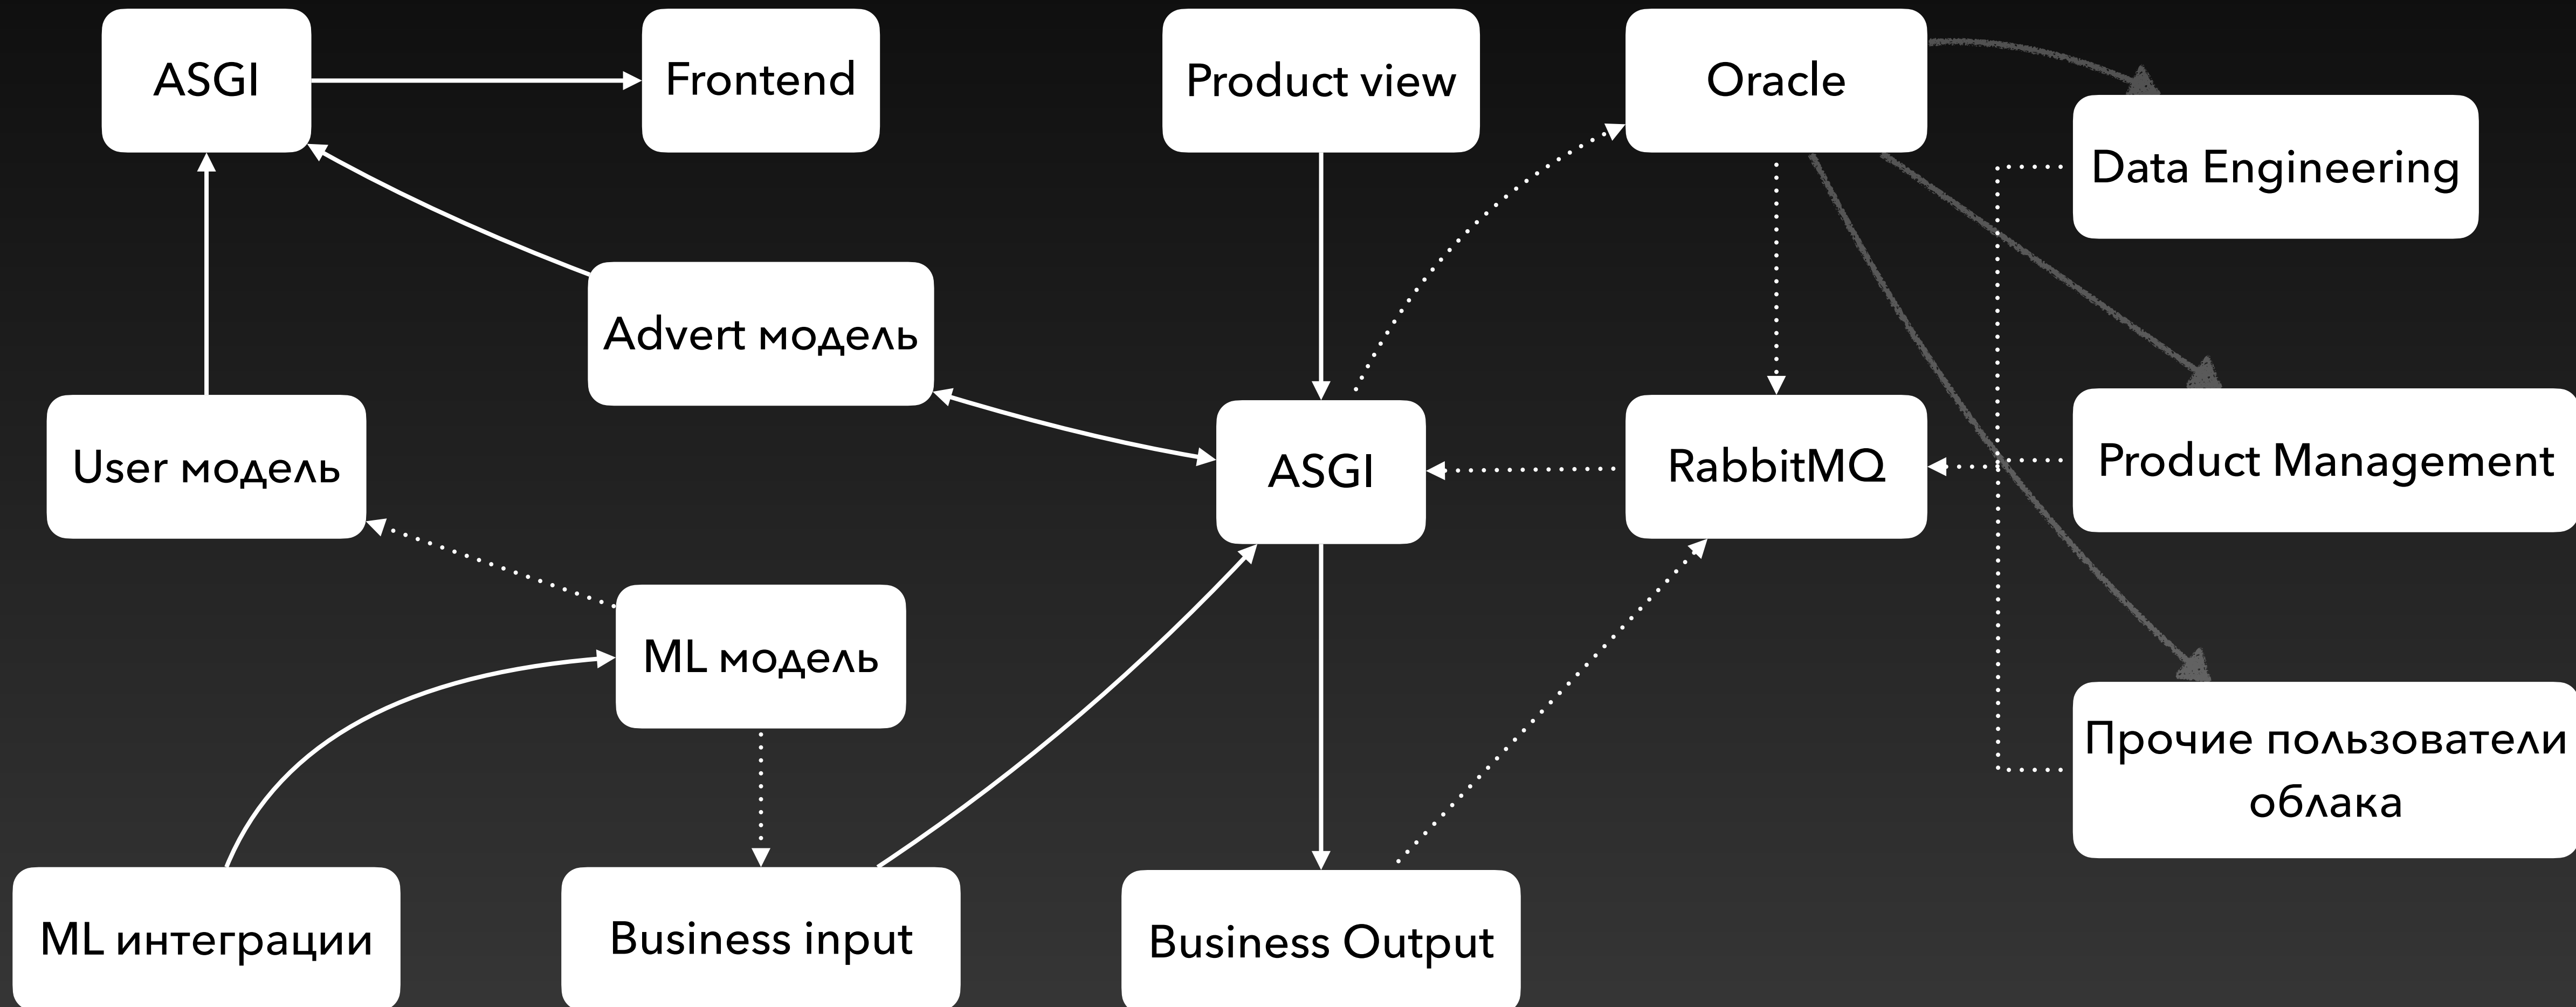 ASGI
Frontend
Product view
Oracle
Data Engineering
Advert модель
User модель
ASGI
RabbitMQ
Product Management
ML модель
Прочие пользователи
облака
ML интеграции
Business input
Business Output